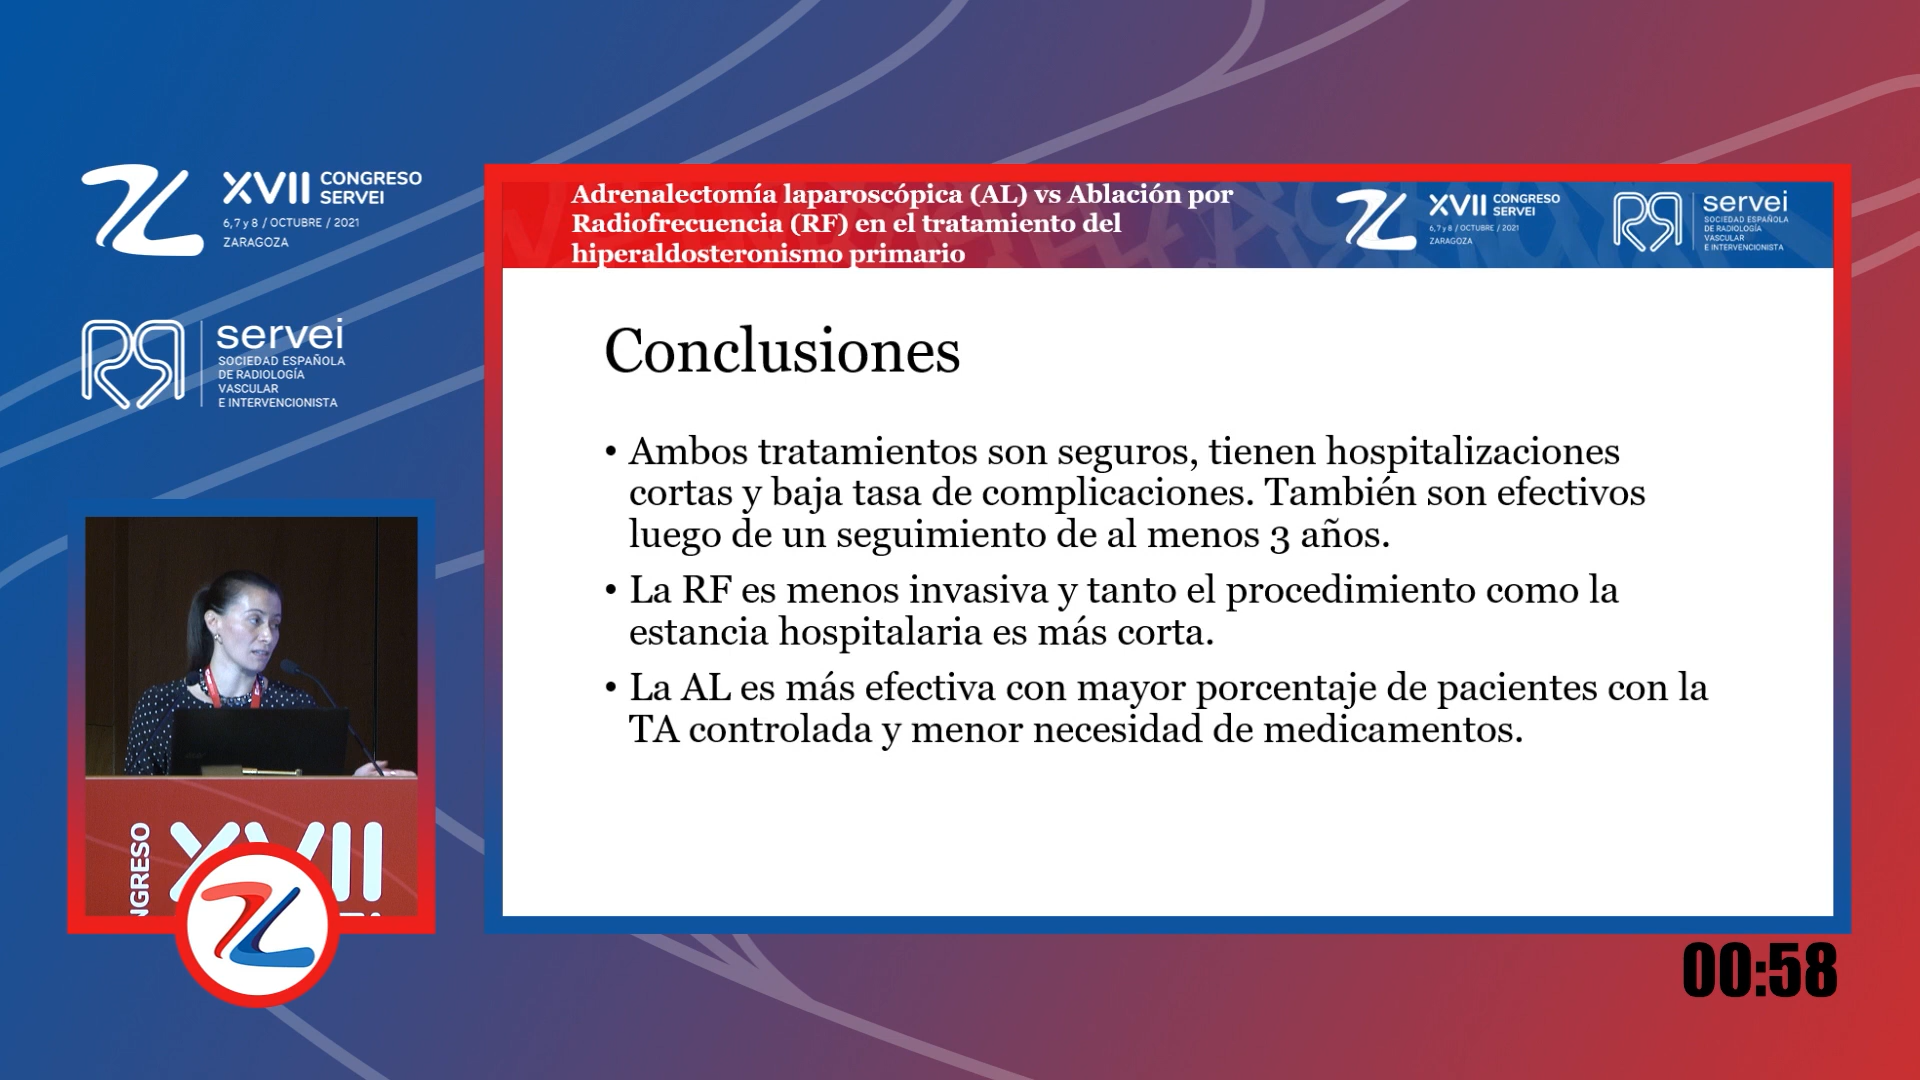 XVII CONGRESO
SERVEI
6, 7 y 8 / OCTUBRE / 2021
ZARAGOZA
servei
SOCIEDAD ESPAÑOLA
DE RADIOLOGÍA
VASCULAR
E INTERVENCIONISTA
Adrenalectomía laparoscópica (AL) vs Ablación por
Radiofrecuencia (RF) en el tratamiento del
hiperaldosteronismo primario
XVII CONGRESO
SERVEI
6, 7 y 8 / OCTUBRE / 2021
ZARAGOZA
servei
SOCIEDAD ESPAÑOLA
DE RADIOLOGÍA
VASCULAR
E INTERVENCIONISTA
Conclusiones
• Ambos tratamientos son seguros, tienen hospitalizaciones
cortas y baja tasa de complicaciones. También son efectivos
luego de un seguimiento de al menos 3 años.
• La RF es menos invasiva y tanto el procedimiento como la
estancia hospitalaria es más corta.
• La AL es más efectiva con mayor porcentaje de pacientes con la
TA controlada y menor necesidad de medicamentos.
NGRESO
XVII
00:58